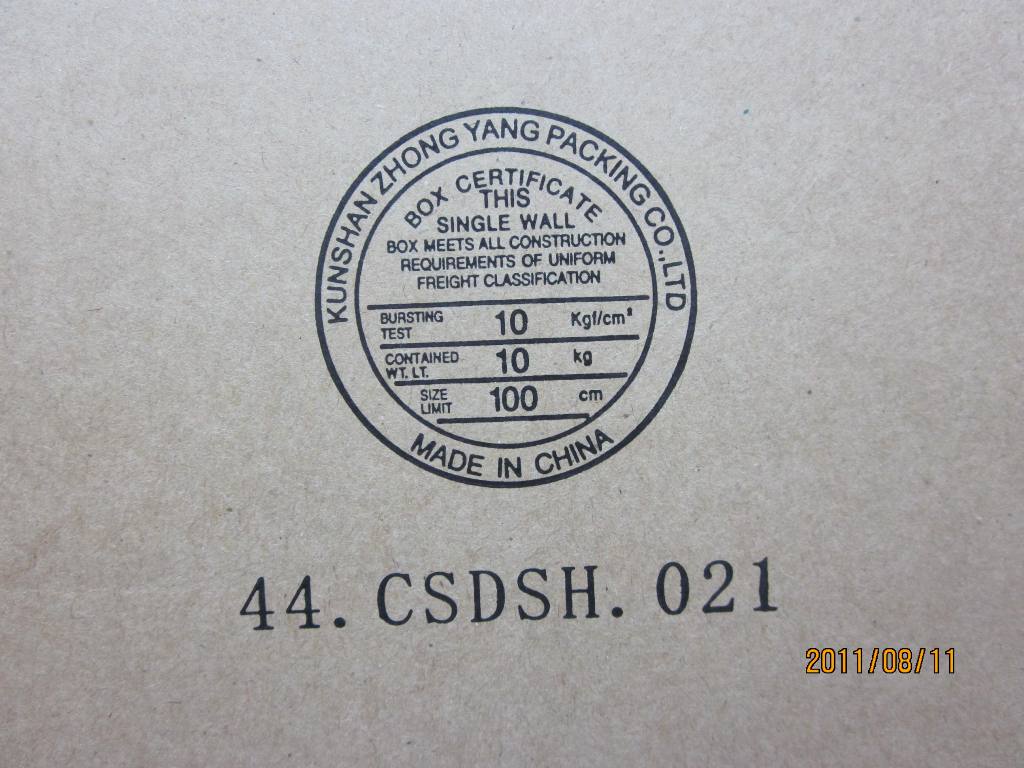 KUNSHAN ZHONG YANG PACKING CO.,LTD
BOX CERTIFICATE
THIS
SINGLE WALL
BOX MEETS ALL CONSTRUCTION
REQUIREMENTS OF UNIFORM
FREIGHT CLASSIFICATION
BURSTING TEST 10 Kgf/cm²
CONTAINED WT. LT. 10 kg
SIZE LIMIT 100 cm
MADE IN CHINA
44.CSDSH.021
2011/08/11